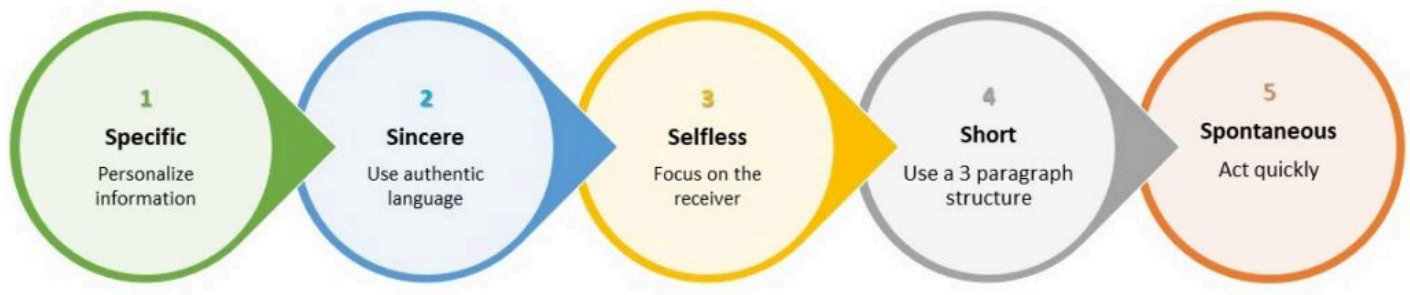 1
Specific
Personalize
information
2
Sincere
Use authentic
language
3
Selfless
Focus on the
receiver
4
Short
Use a 3 paragraph
structure
5
Spontaneous
Act quickly